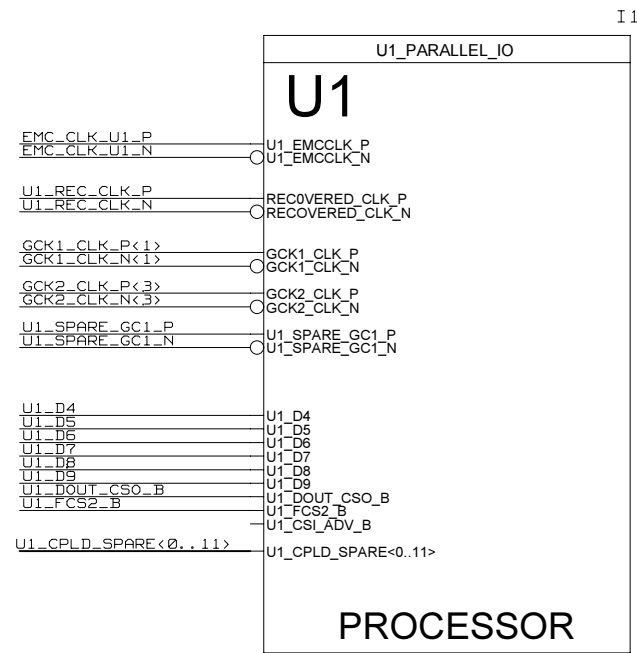 I1
U1_PARALLEL_IO
U1
EMC_CLK_U1_P
EMC_CLK_U1_N
U1_EMCCLK_P
U1_EMCCLK_N
U1_REC_CLK_P
U1_REC_CLK_N
REC0VERED_CLK_P
RECOVERED_CLK_N
GCK1_CLK_P<1>
GCK1_CLK_N<1>
GCK1_CLK_P
GCK1_CLK_N
GCK2_CLK_P<3>
GCK2_CLK_N<3>
GCK2_CLK_P
GCK2_CLK_N
U1_SPARE_GC1_P
U1_SPARE_GC1_N
U1_SPARE_GC1_P
U1_SPARE_GC1_N
U1_D4
U1_D5
U1_D6
U1_D7
U1_D8
U1_D9
U1_DOUT_CSO_B
U1_FCS2_B
U1_D4
U1_D5
U1_D6
U1_D7
U1_D8
U1_D9
U1_DOUT_CSO_B
U1_FCS2_B
U1_CSI_ADV_B
U1_CPLD_SPARE<0..11>
U1_CPLD_SPARE<0..11>
PROCESSOR